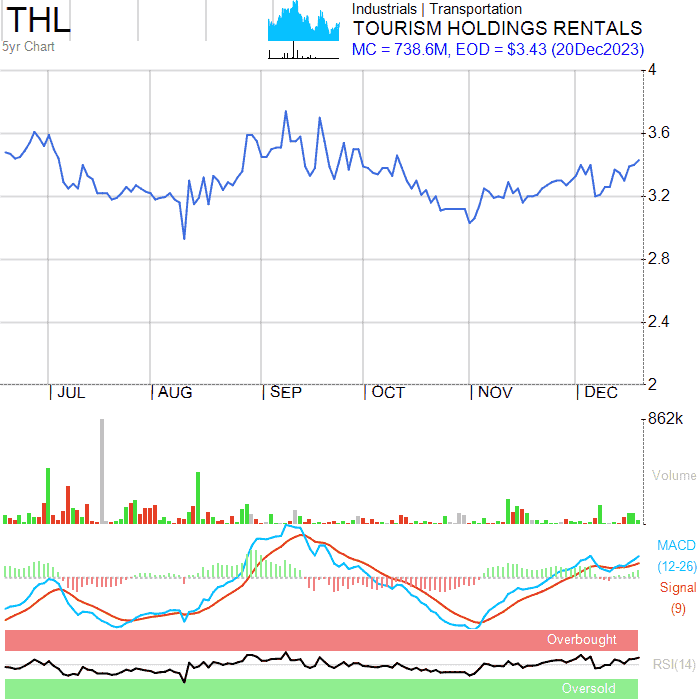 THL
5yr Chart
Industrials | Transportation
TOURISM HOLDINGS RENTALS
MC = 738.6M, EOD = $3.43 (20Dec2023)
4
3.6
3.2
2.8
2.4
2
| JUL | AUG | SEP | OCT | NOV | DEC
862k
Volume
MACD
(12-26)
Signal
(9)
Overbought
RSI(14)
Oversold